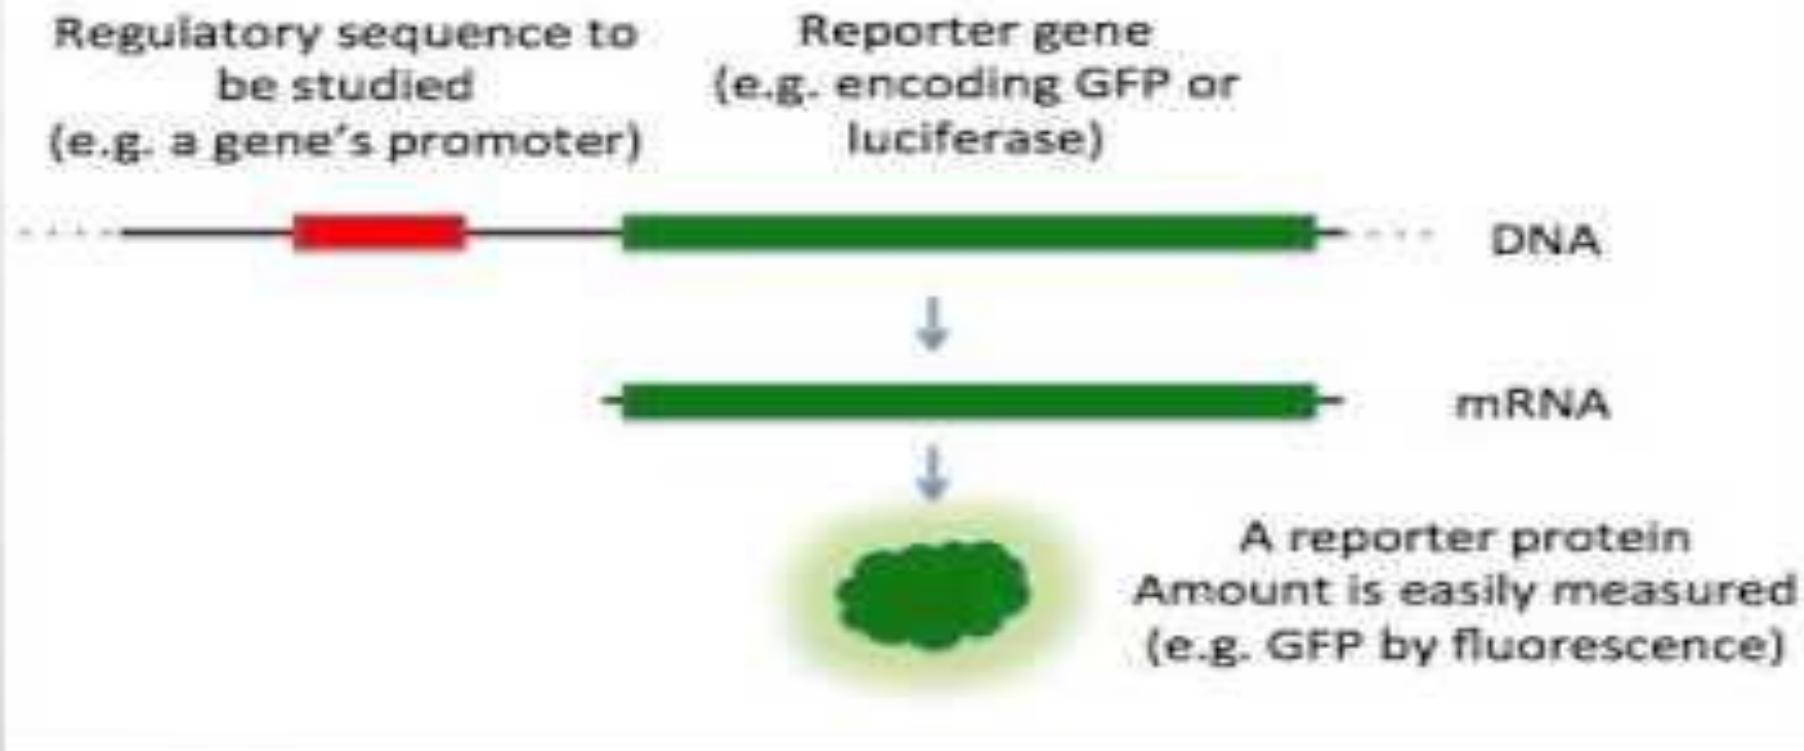 Regulatory sequence to
be studied
(e.g. a gene's promoter)
Reporter gene
(e.g. encoding GFP or
luciferase)
DNA
mRNA
A reporter protein
Amount is easily measured
(e.g. GFP by fluorescence)